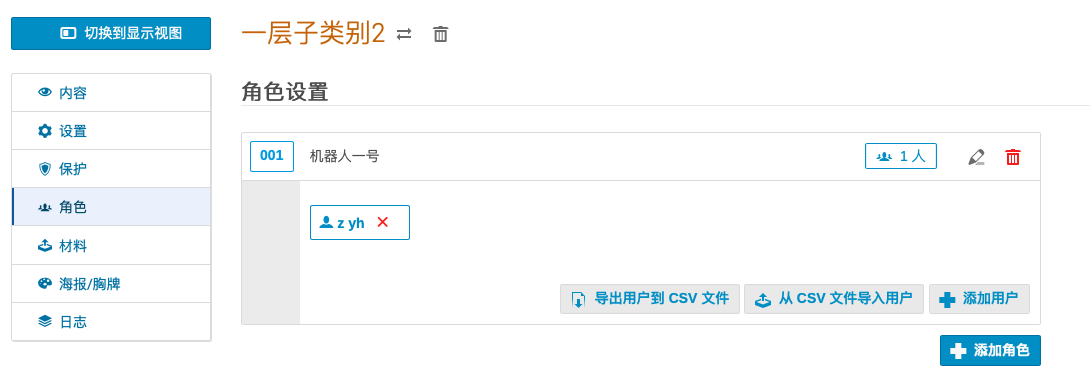 切换到显示视图
一层子类别2
内容
设置
保护
角色
材料
海报/胸牌
日志
角色设置
001 机器人一号 1 人
z yh
导出用户到 CSV 文件 从 CSV 文件导入用户 添加用户
添加角色